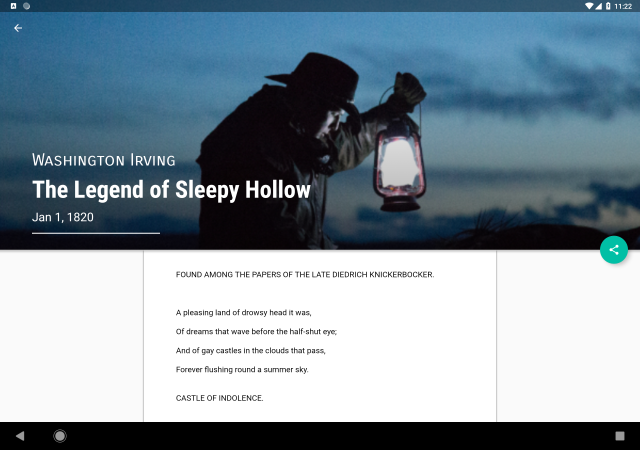 11:22
Washington Irving
The Legend of Sleepy Hollow
Jan 1, 1820
FOUND AMONG THE PAPERS OF THE LATE DIEDRICH KNICKERBOCKER.
A pleasing land of drowsy head it was,
Of dreams that wave before the half-shut eye;
And of gay castles in the clouds that pass,
Forever flushing round a summer sky.
CASTLE OF INDOLENCE.